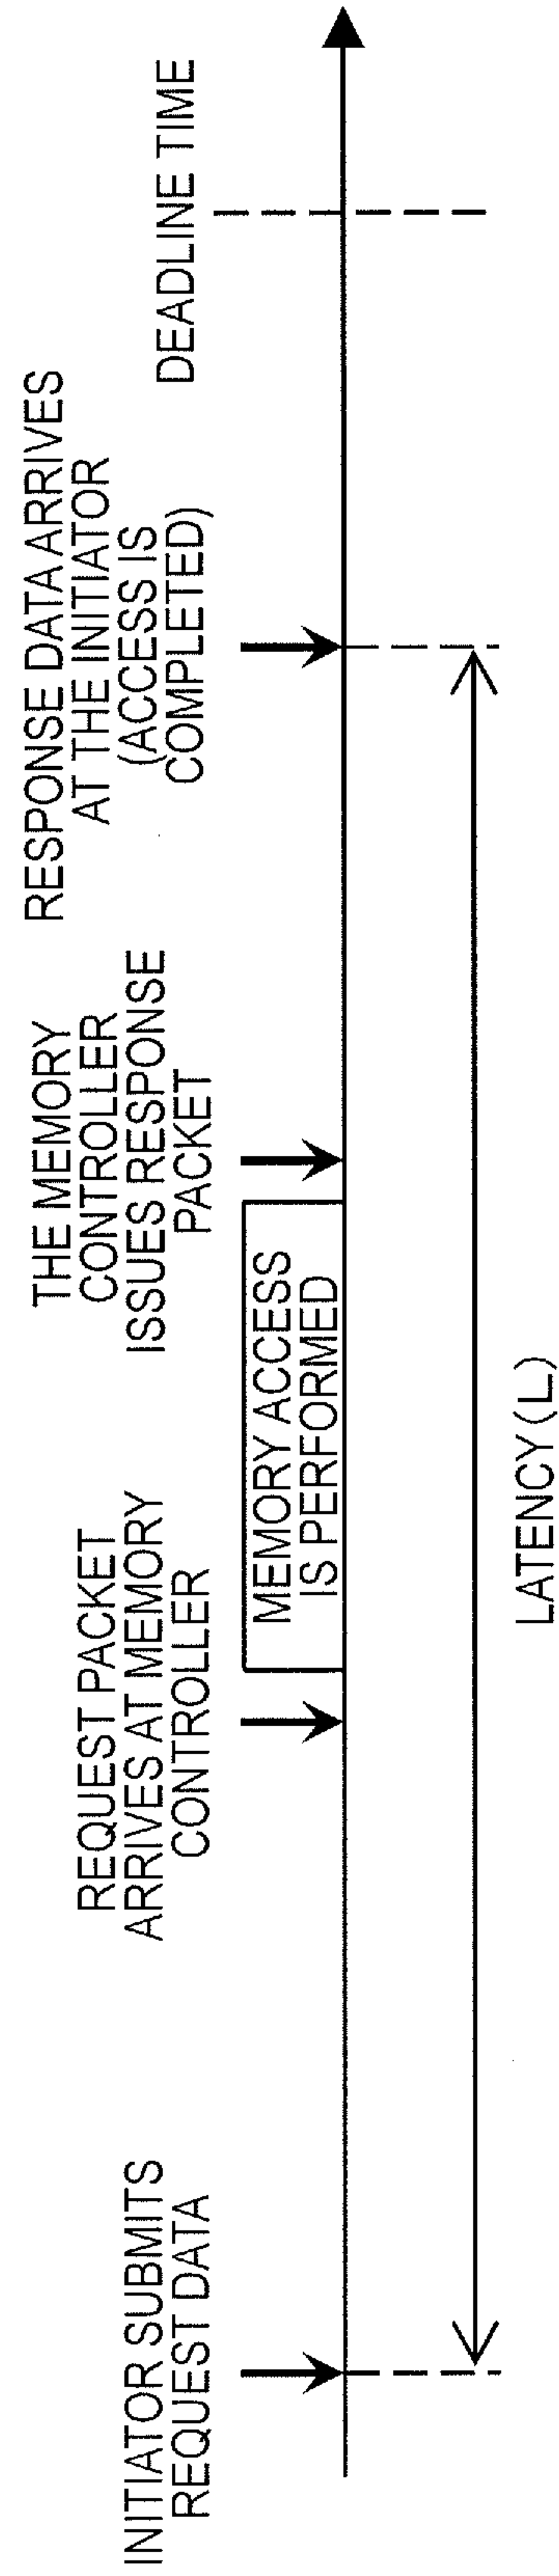 INITIATOR SUBMITS
REQUEST DATA
REQUEST PACKET
ARRIVES AT MEMORY
CONTROLLER
MEMORY ACCESS
IS PERFORMED
THE MEMORY
CONTROLLER
ISSUES RESPONSE
PACKET
RESPONSE DATA ARRIVES
AT THE INITIATOR
(ACCESS IS
COMPLETED)
DEADLINE TIME
LATENCY (L)